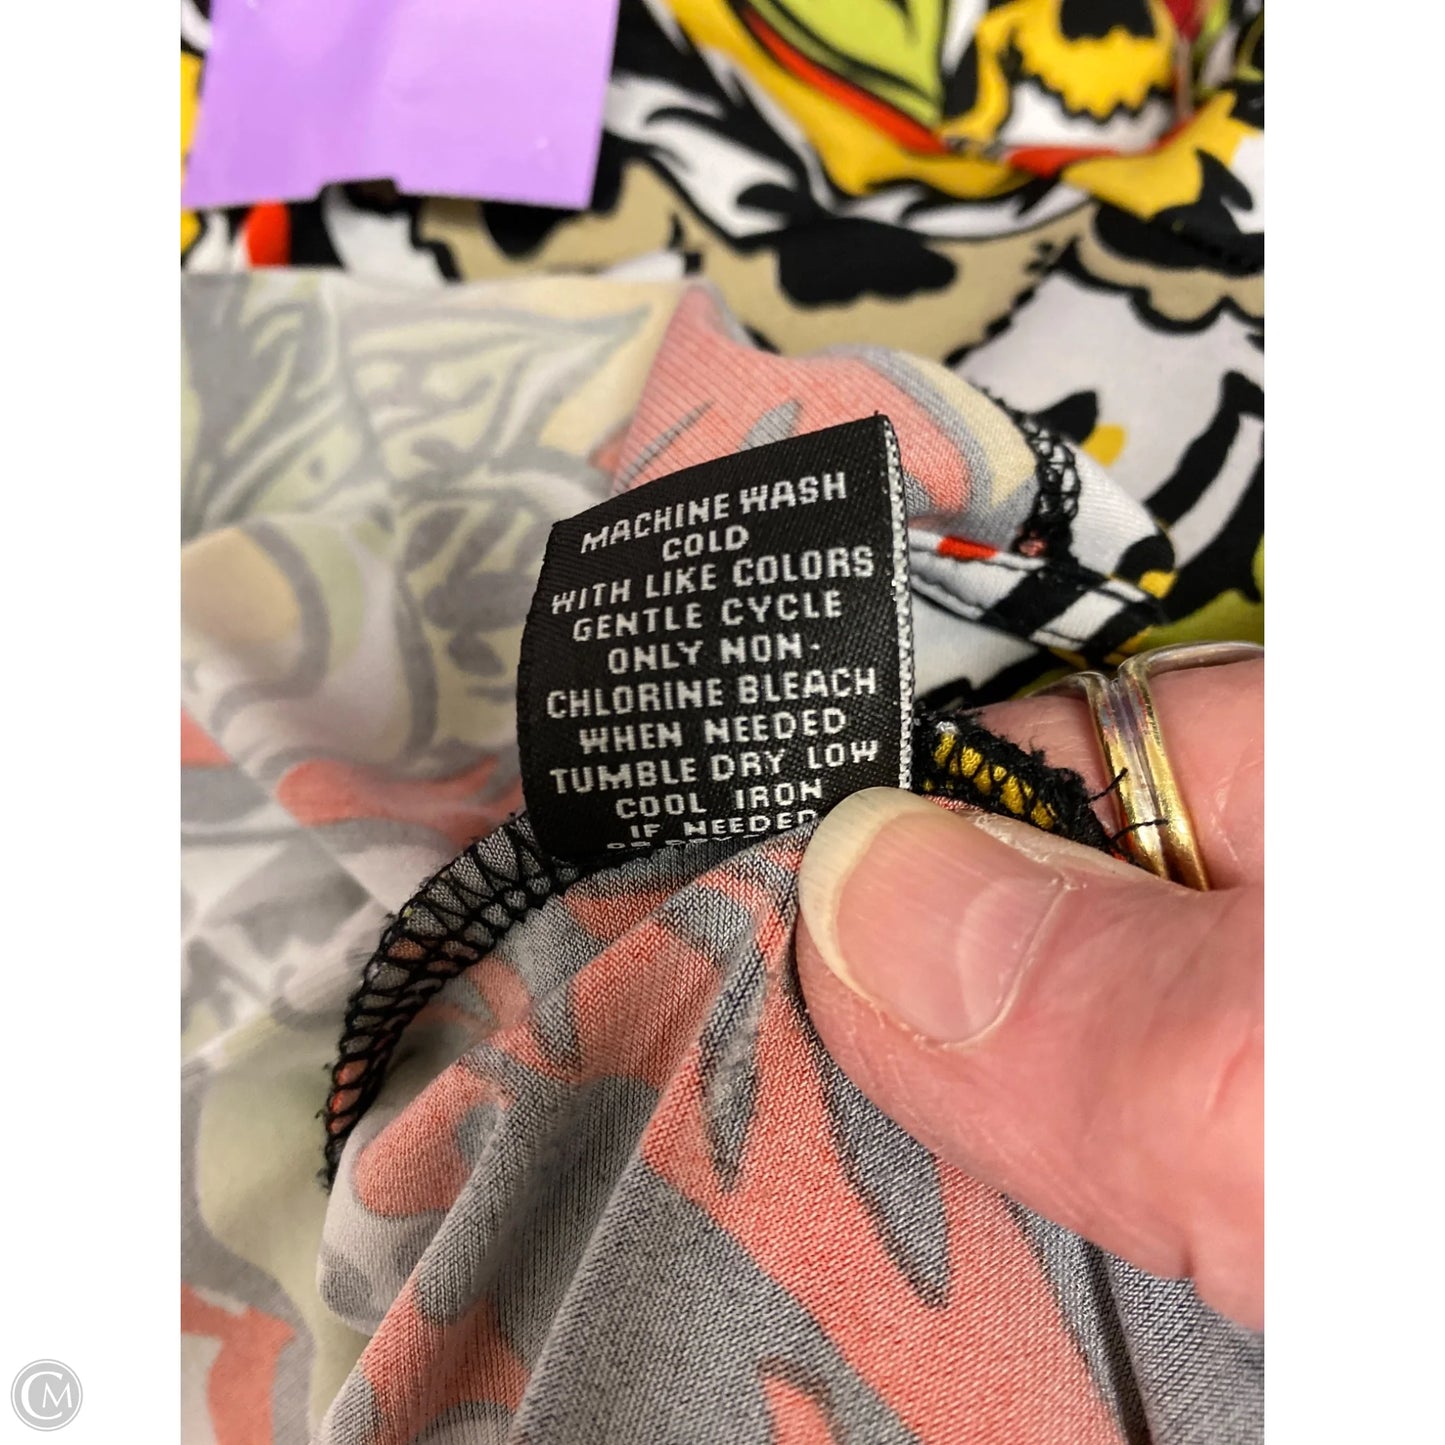 MACHINE WASH
COLD
WITH LIKE COLORS
GENTLE CYCLE
ONLY NON-
CHLORINE BLEACH
WHEN NEEDED
TUMBLE DRY LOW
COOL IRON
IF NEEDED
CM